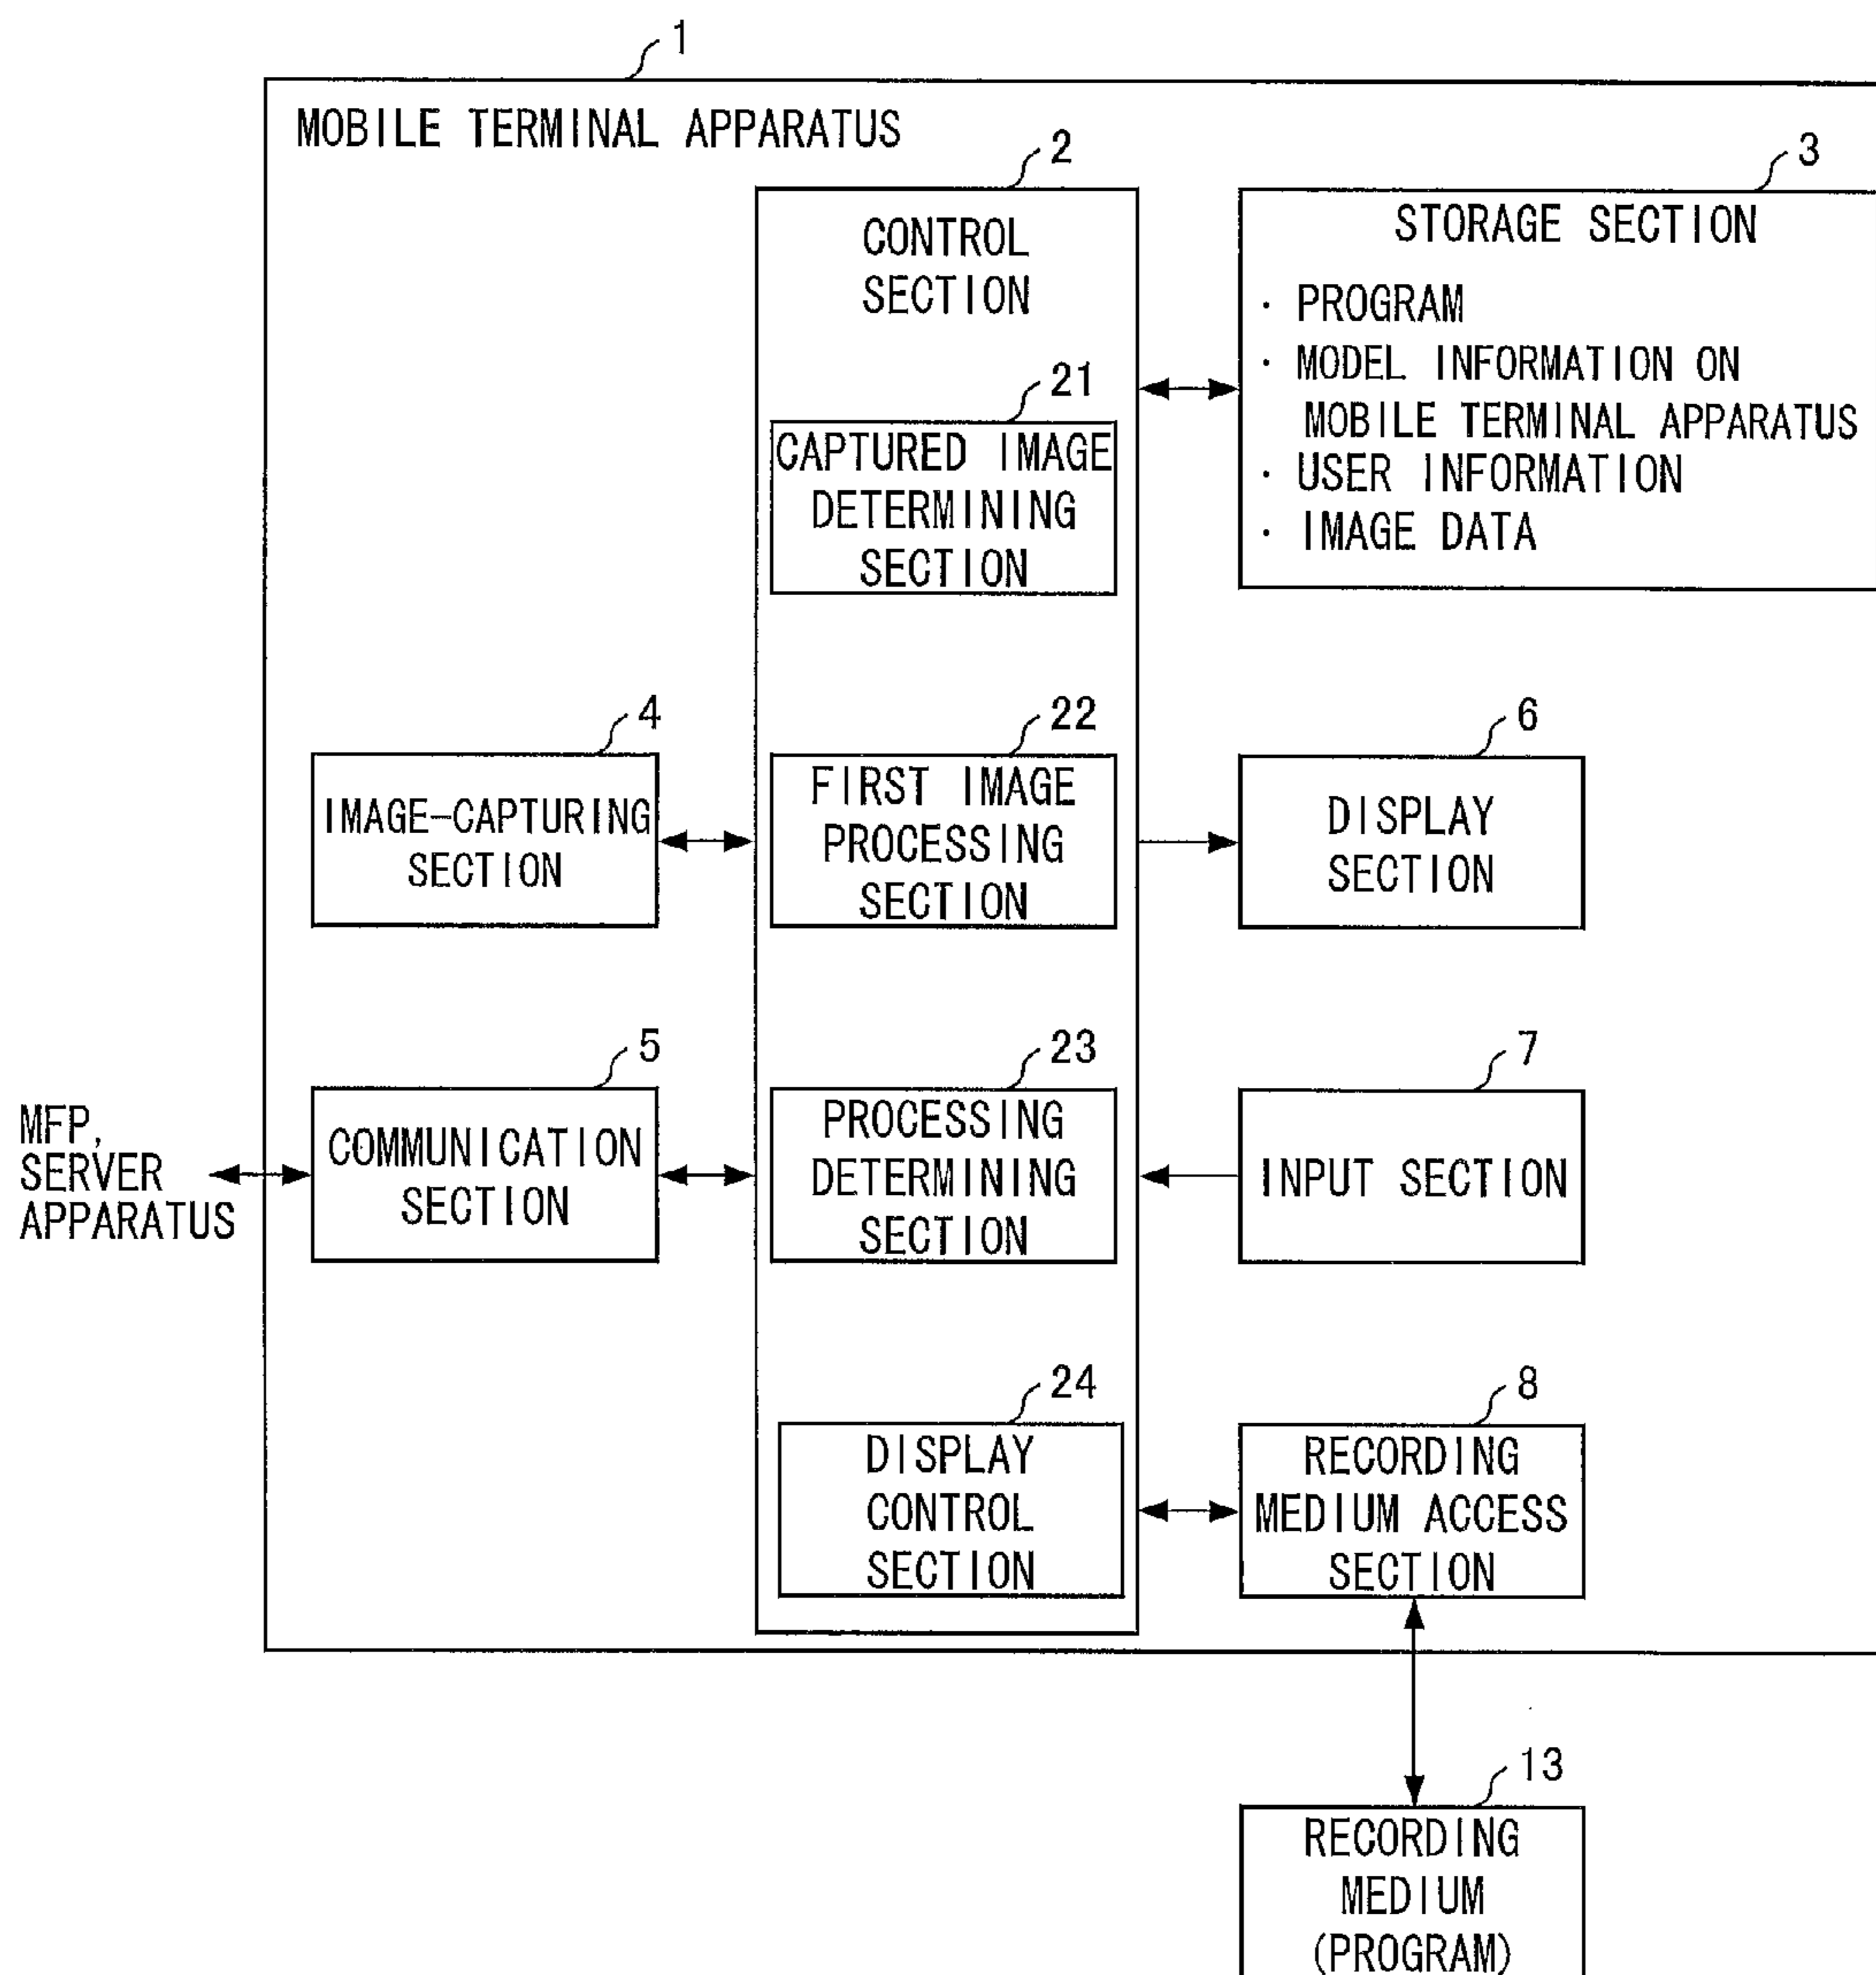 1
MOBILE TERMINAL APPARATUS
2
CONTROL
SECTION
3
STORAGE SECTION
· PROGRAM
· MODEL INFORMATION ON
MOBILE TERMINAL APPARATUS
· USER INFORMATION
· IMAGE DATA
21
CAPTURED IMAGE
DETERMINING
SECTION
4
IMAGE-CAPTURING
SECTION
22
FIRST IMAGE
PROCESSING
SECTION
6
DISPLAY
SECTION
MFP,
SERVER
APPARATUS
5
COMMUNICATION
SECTION
23
PROCESSING
DETERMINING
SECTION
7
INPUT SECTION
24
DISPLAY
CONTROL
SECTION
8
RECORDING
MEDIUM ACCESS
SECTION
13
RECORDING
MEDIUM
(PROGRAM)